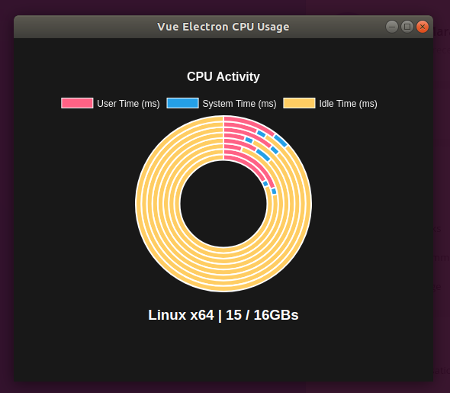 Vue Electron CPU Usage
CPU Activity
User Time (ms) System Time (ms) Idle Time (ms)
Linux x64 | 15 / 16GBs